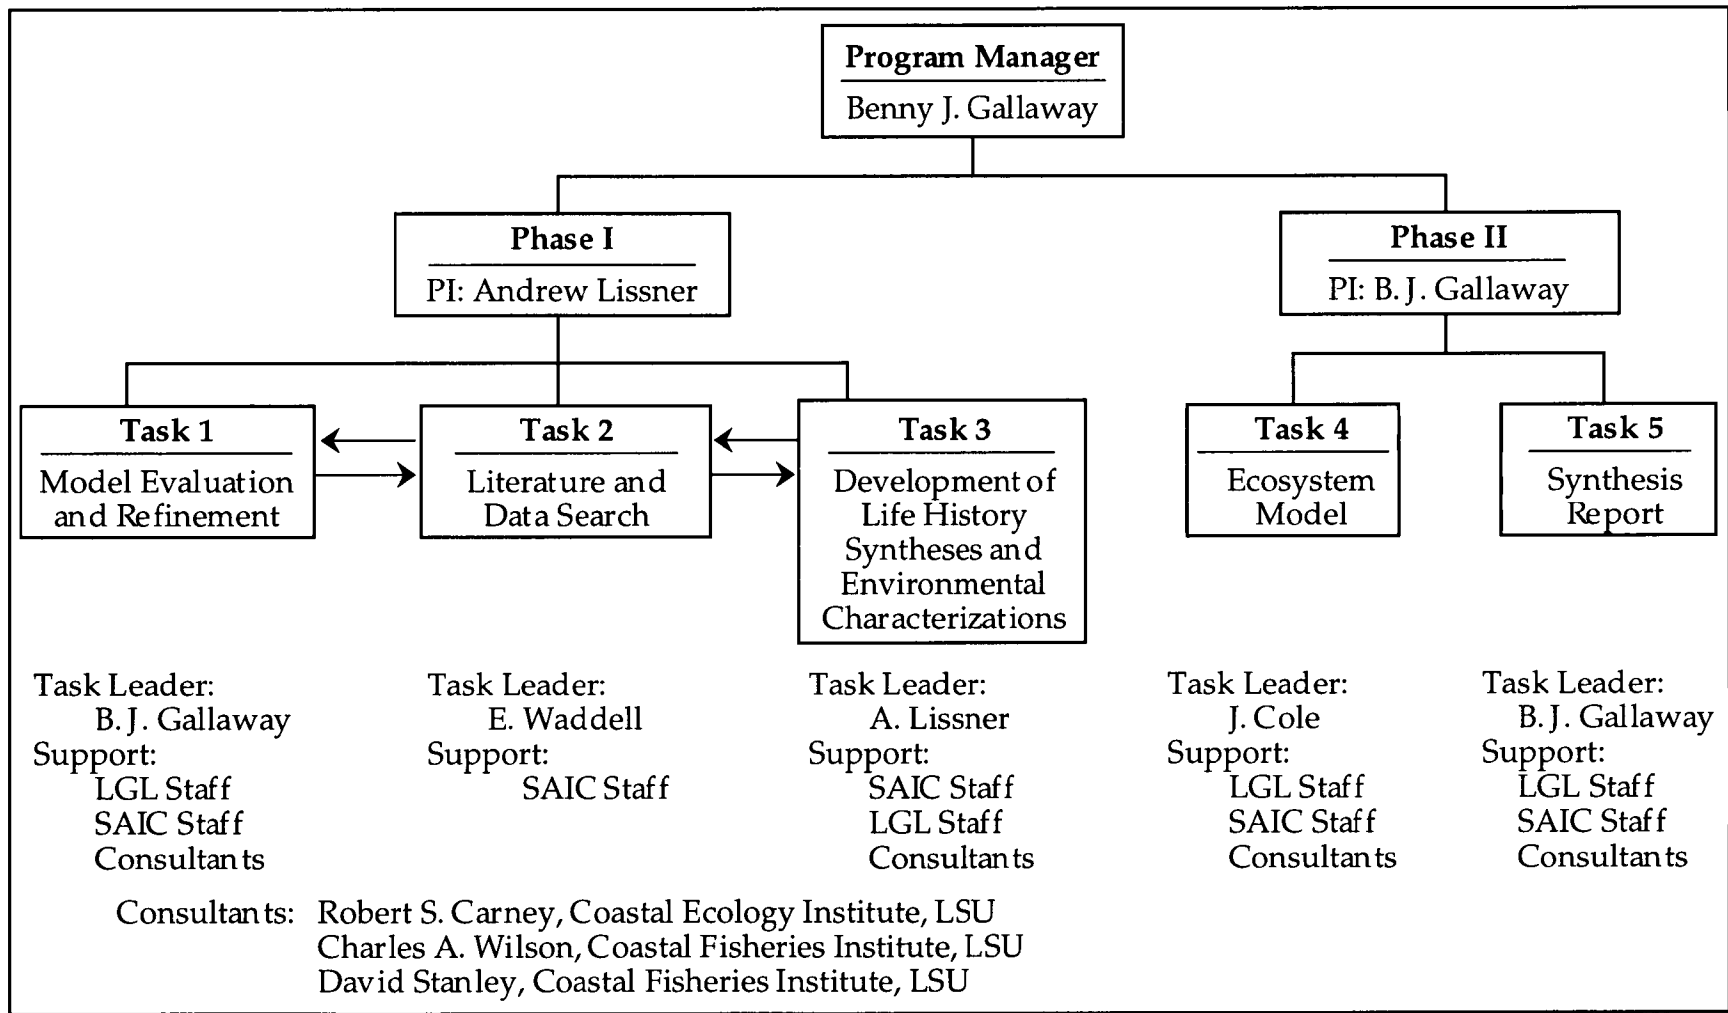 Program Manager
Benny J. Gallaway
Phase I
PI: Andrew Lissner
Phase II
PI: B. J. Gallaway
Task 1
Model Evaluation
and Refinement
Task 2
Literature and
Data Search
Task 3
Development of
Life History
Syntheses and
Environmental
Characterizations
Task 4
Ecosystem
Model
Task 5
Synthesis
Report
Task Leader:
B. J. Gallaway
Support:
LGL Staff
SAIC Staff
Consultants
Task Leader:
E. Waddell
Support:
SAIC Staff
Task Leader:
A. Lissner
Support:
SAIC Staff
LGL Staff
Consultants
Task Leader:
J. Cole
Support:
LGL Staff
SAIC Staff
Consultants
Task Leader:
B. J. Gallaway
Support:
LGL Staff
SAIC Staff
Consultants
Consultants: Robert S. Carney, Coastal Ecology Institute, LSU
Charles A. Wilson, Coastal Fisheries Institute, LSU
David Stanley, Coastal Fisheries Institute, LSU